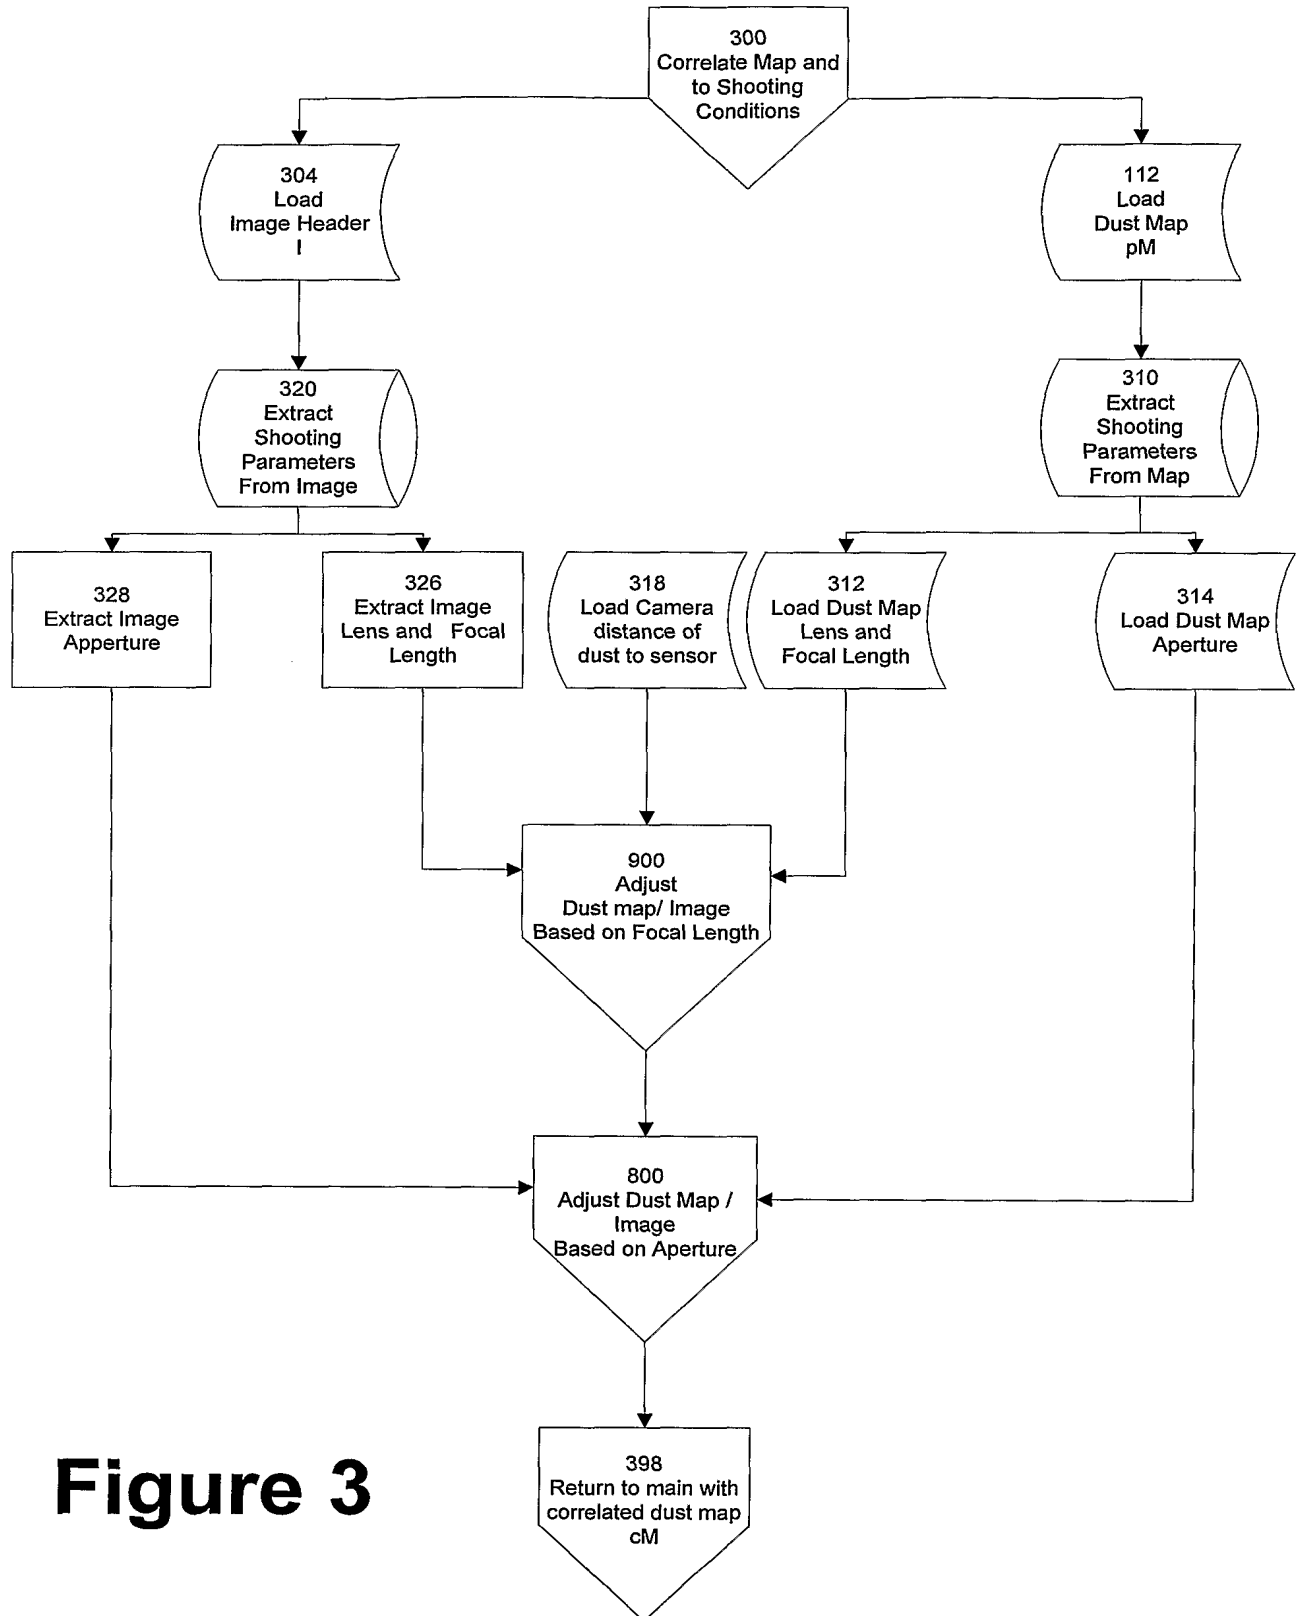 300
Correlate Map and
to Shooting
Conditions
304
Load
Image Header
I
112
Load
Dust Map
pM
320
Extract
Shooting
Parameters
From Image
310
Extract
Shooting
Parameters
From Map
328
Extract Image
Apperture
326
Extract Image
Lens and Focal
Length
318
Load Camera
distance of
dust to sensor
312
Load Dust Map
Lens and
Focal Length
314
Load Dust Map
Aperture
900
Adjust
Dust map/ Image
Based on Focal Length
800
Adjust Dust Map /
Image
Based on Aperture
398
Return to main with
correlated dust map
cM
Figure 3